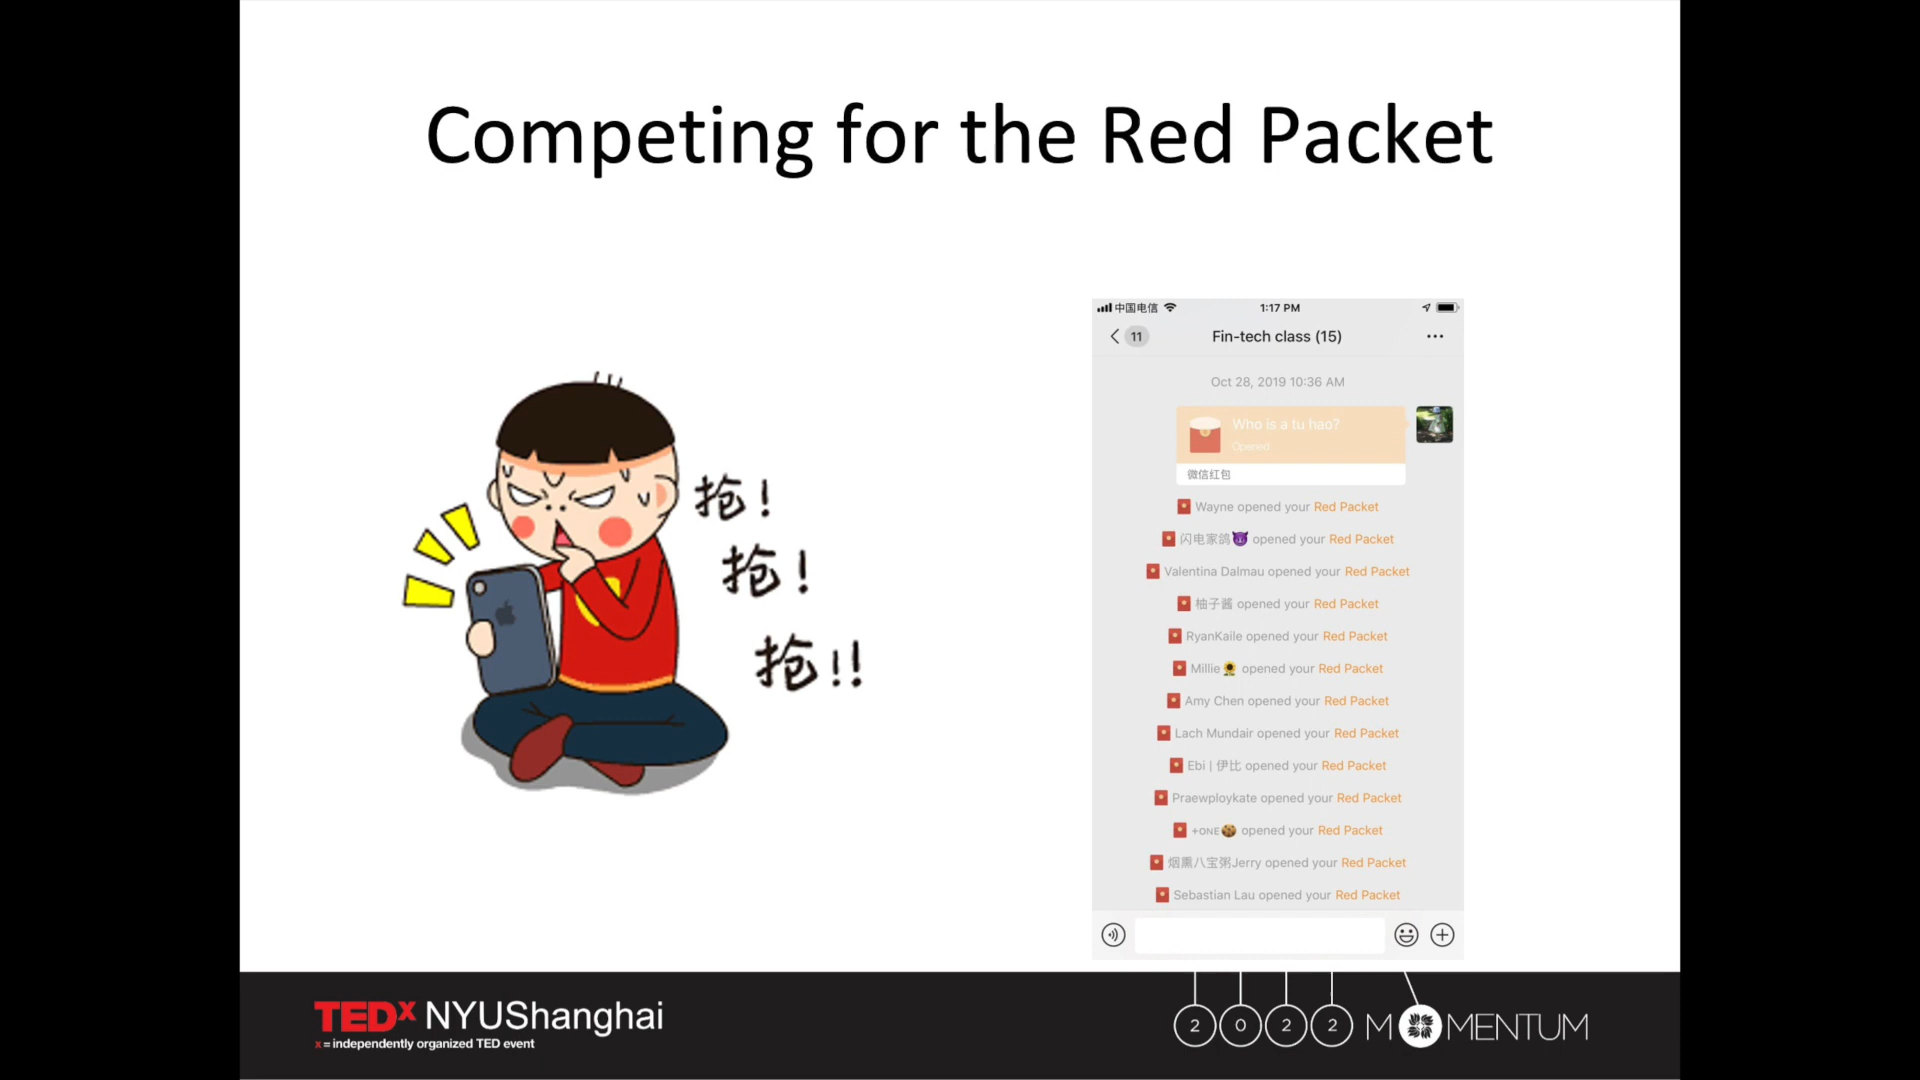 Competing for the Red Packet
抢!
抢!
抢!!
中国电信
1:17 PM
11
Fin-tech class (15)
Oct 28, 2019 10:36 AM
Who is a tu hao?
Opened
微信红包
Wayne opened your Red Packet
闪电家鸽😈 opened your Red Packet
Valentina Dalmau opened your Red Packet
柚子酱 opened your Red Packet
RyanKaile opened your Red Packet
Millie🌻 opened your Red Packet
Amy Chen opened your Red Packet
Lach Mundair opened your Red Packet
Ebi | 伊比 opened your Red Packet
Praewploykate opened your Red Packet
+ᴏɴᴇ🍪 opened your Red Packet
烟熏八宝粥Jerry opened your Red Packet
Sebastian Lau opened your Red Packet
TEDx NYUShanghai
x = independently organized TED event
2022 MOMENTUM